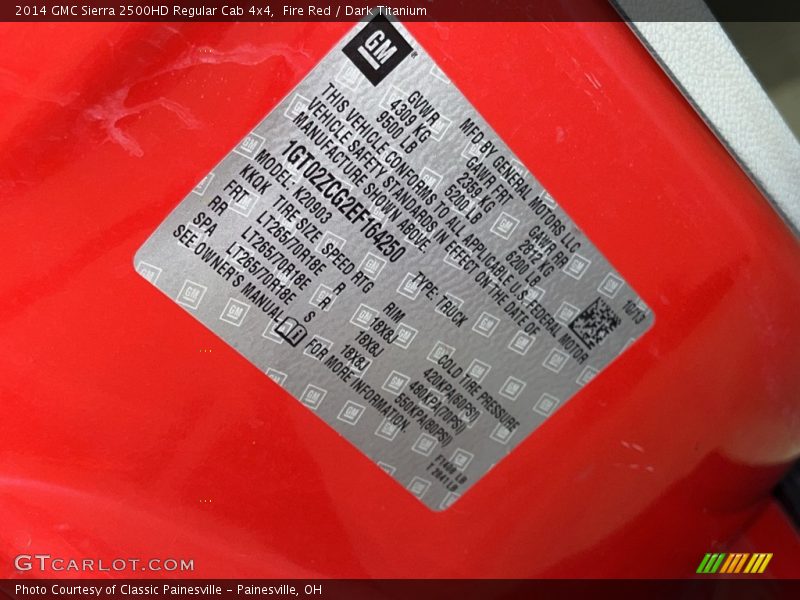 2014 GMC Sierra 2500HD Regular Cab 4x4,  Fire Red / Dark Titanium
GM
MFD BY GENERAL MOTORS LLC 10/13
GVWR GAWR FRT GAWR RR
4309 KG 2359 KG 2812 KG
9500 LB 5200 LB 6200 LB
THIS VEHICLE CONFORMS TO ALL APPLICABLE U.S. FEDERAL MOTOR
VEHICLE SAFETY STANDARDS IN EFFECT ON THE DATE OF
MANUFACTURE SHOWN ABOVE.
1GT02ZCG2EF164250 TYPE: TRUCK
MODEL: K20903
KKOK TIRE SIZE SPEED RTG RIM COLD TIRE PRESSURE
FRT LT265/70R18E R 18X8J 420KPA(60PSI)
RR LT265/70R18E R 18X8J 480KPA(70PSI)
SPA LT265/70R18E S 18X8J 550KPA(80PSI)
SEE OWNER'S MANUAL FOR MORE INFORMATION.
GTCARLOT.COM
Photo Courtesy of Classic Painesville - Painesville, OH